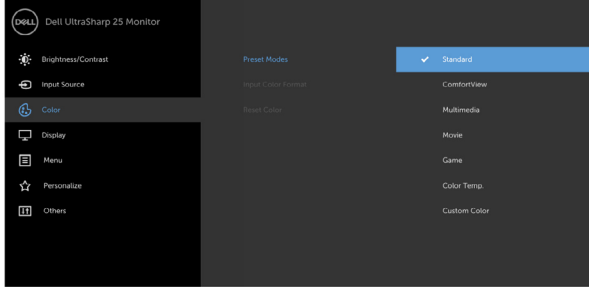 DELL
Dell UltraSharp 25 Monitor
Brightness/Contrast
Input Source
Color
Display
Menu
Personalize
Others
Preset Modes
Input Color Format
Reset Color
Standard
ComfortView
Multimedia
Movie
Game
Color Temp.
Custom Color